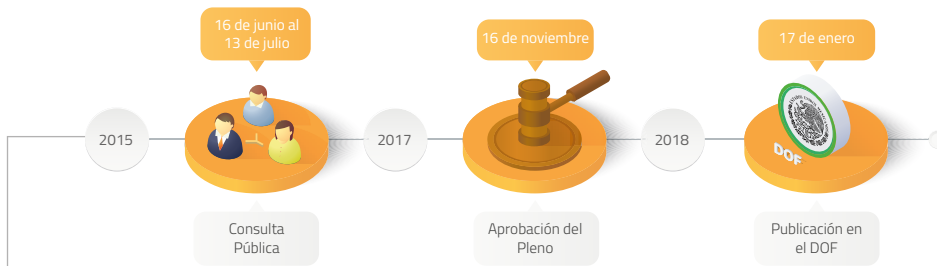 16 de junio al
13 de julio
16 de noviembre
17 de enero
2015
2017
2018
DOF
Consulta
Pública
Aprobación del
Pleno
Publicación en
el DOF